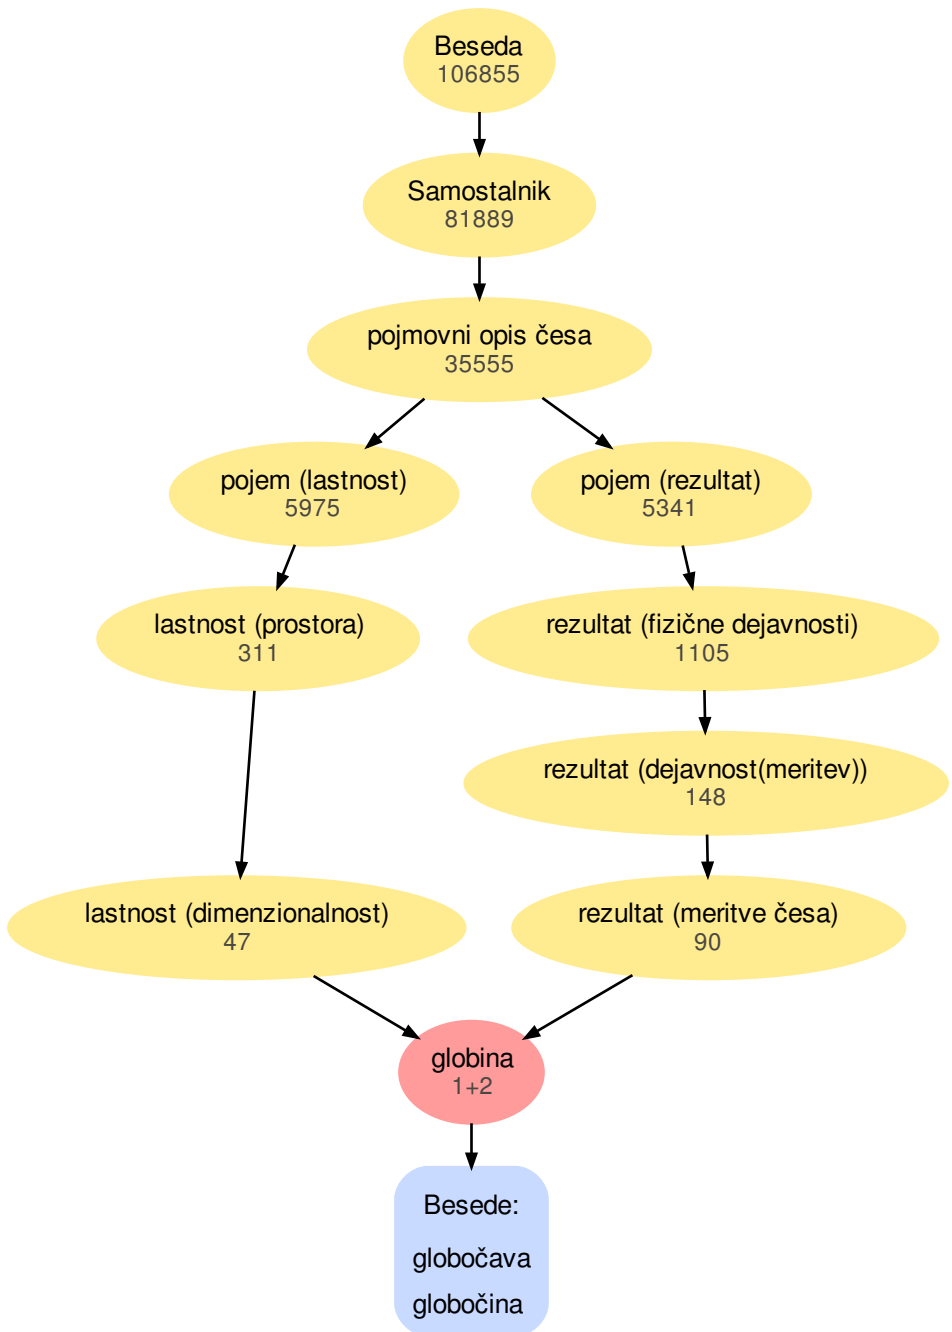 Beseda
106855
Samostalnik
81889
pojmovni opis česa
35555
pojem (lastnost)
5975
pojem (rezultat)
5341
lastnost (prostora)
311
rezultat (fizične dejavnosti)
1105
rezultat (dejavnost(meritev))
148
lastnost (dimenzionalnost)
47
rezultat (meritve česa)
90
globina
1+2
Besede:
globočava
globočina